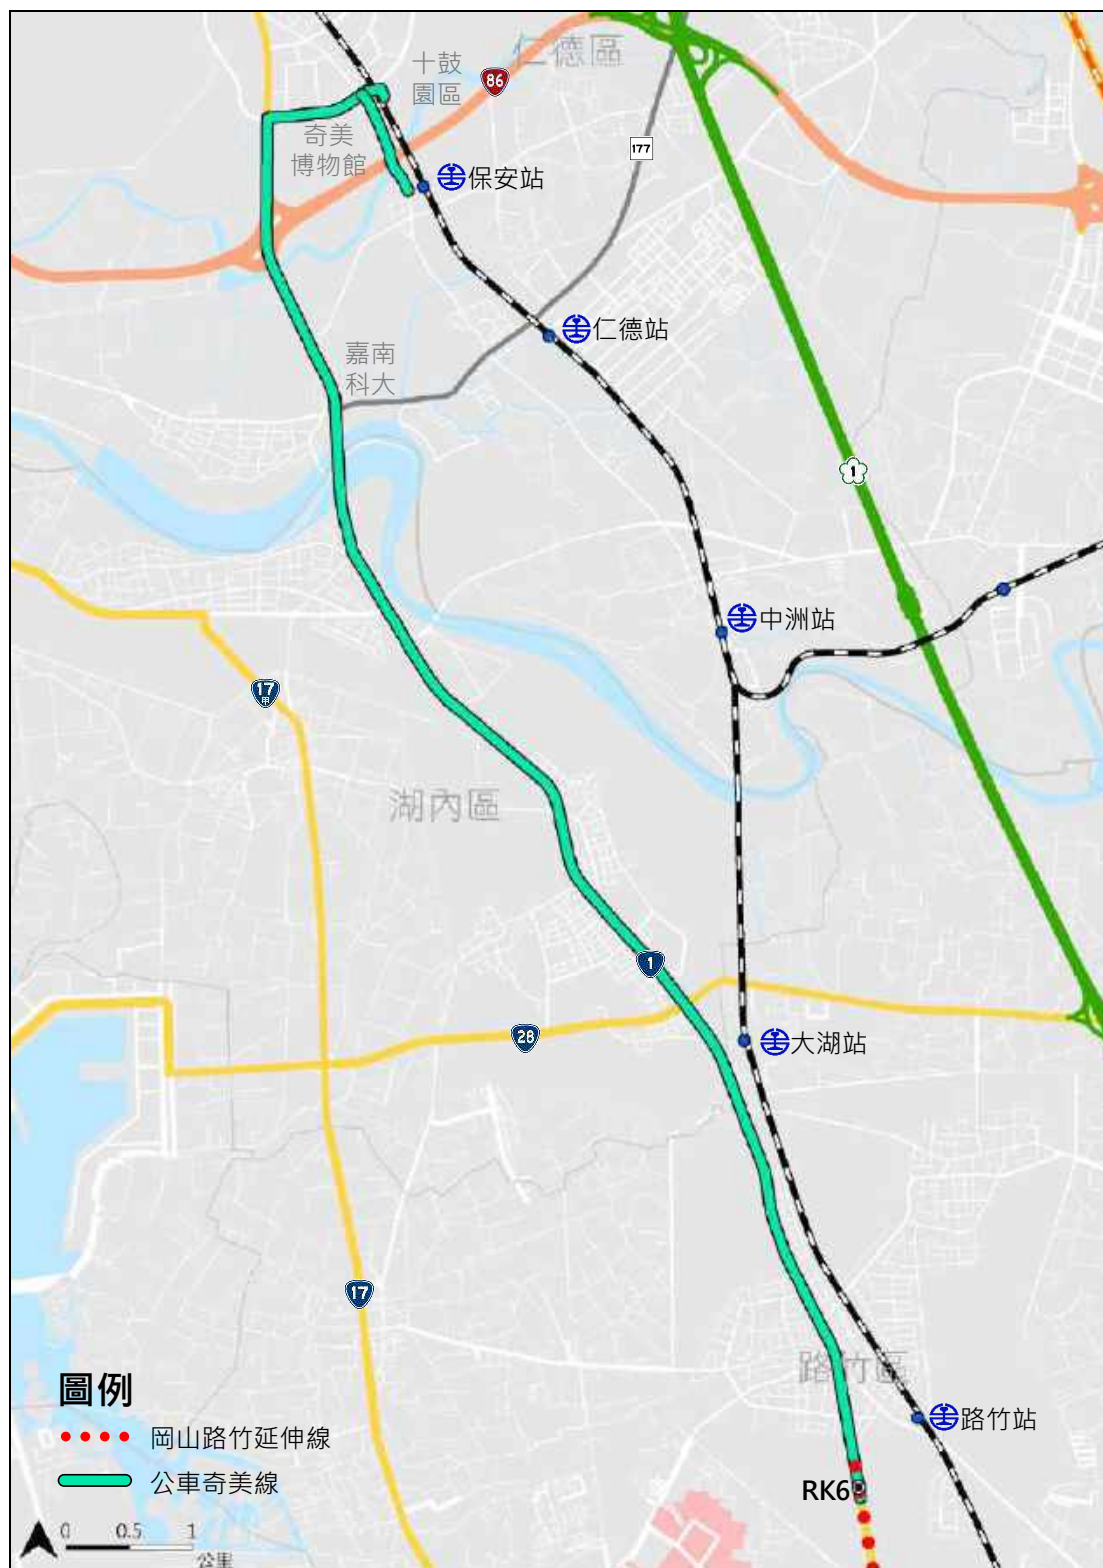 仁德區
十鼓
園區
86
奇美
博物館
177
保安站
仁德站
嘉南
科大
1
中洲站
17
甲
湖內區
1
28
大湖站
17
路竹區
圖例
路竹站
岡山路竹延伸線
公車奇美線
RK6
0 0.5 1
公里